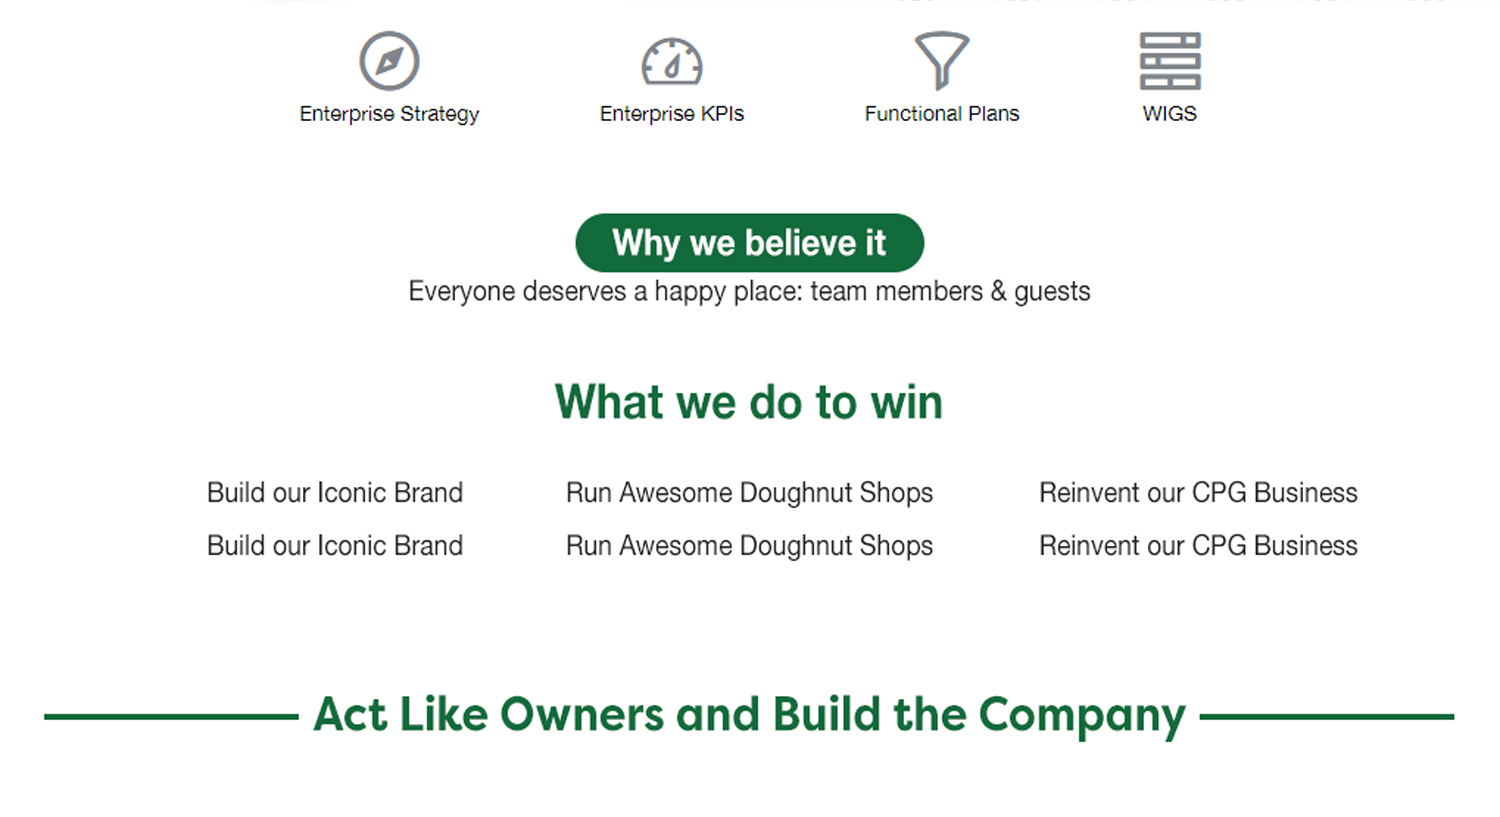 Enterprise Strategy Enterprise KPIs Functional Plans WIGS
Why we believe it
Everyone deserves a happy place: team members & guests
What we do to win
Build our Iconic Brand Run Awesome Doughnut Shops Reinvent our CPG Business
Build our Iconic Brand Run Awesome Doughnut Shops Reinvent our CPG Business
Act Like Owners and Build the Company